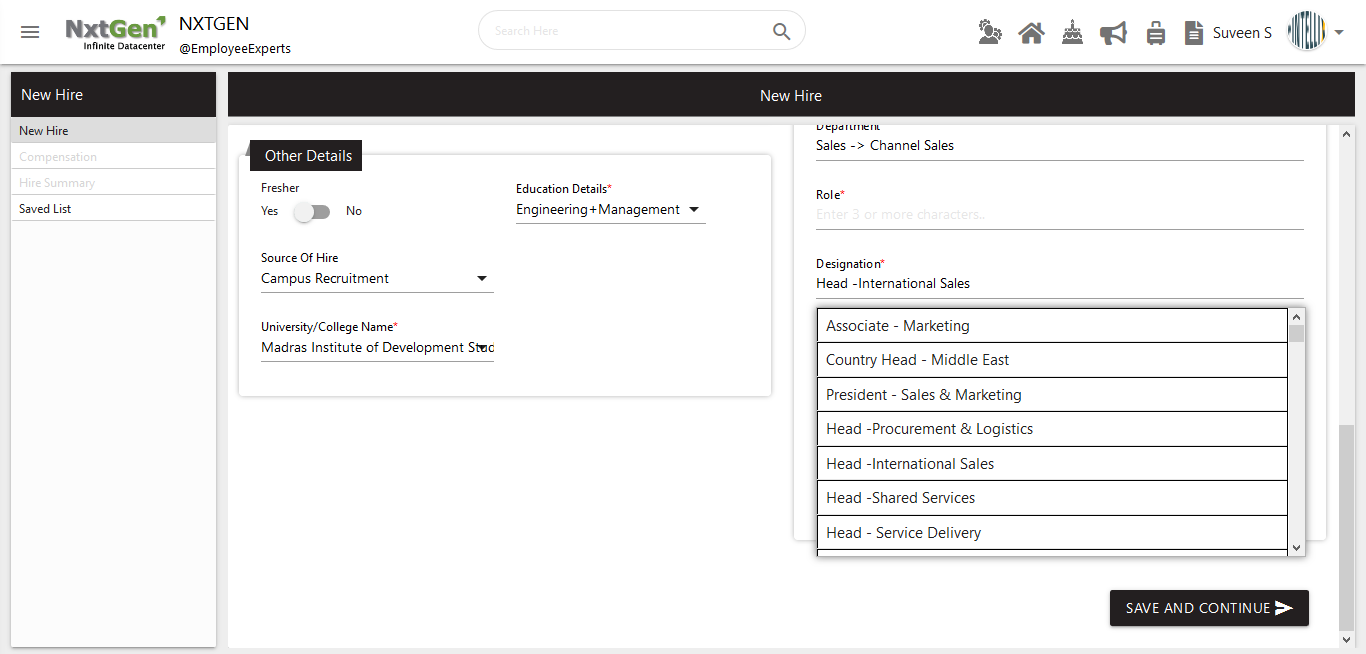 NxtGen
Infinite Datacenter
NXTGEN
@EmployeeExperts
Search Here
Suveen S
INTELI
New Hire
New Hire
Compensation
Hire Summary
Saved List
New Hire
Other Details
Fresher
Yes
No
Education Details*
Engineering+Management
Source Of Hire
Campus Recruitment
University/College Name*
Madras Institute of Development Stud
Department
Sales -> Channel Sales
Role*
Enter 3 or more characters..
Designation*
Head -International Sales
Associate - Marketing
Country Head - Middle East
President - Sales & Marketing
Head -Procurement & Logistics
Head -International Sales
Head -Shared Services
Head - Service Delivery
SAVE AND CONTINUE